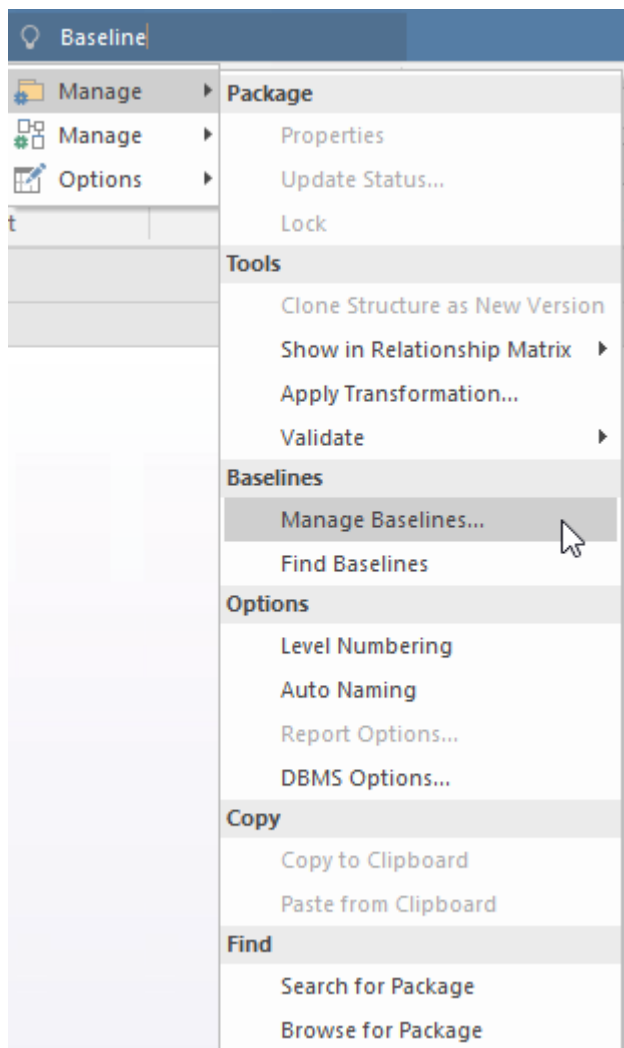 Baseline
Manage
Manage
Options
t
Package
Properties
Update Status...
Lock
Tools
Clone Structure as New Version
Show in Relationship Matrix
Apply Transformation...
Validate
Baselines
Manage Baselines...
Find Baselines
Options
Level Numbering
Auto Naming
Report Options...
DBMS Options...
Copy
Copy to Clipboard
Paste from Clipboard
Find
Search for Package
Browse for Package